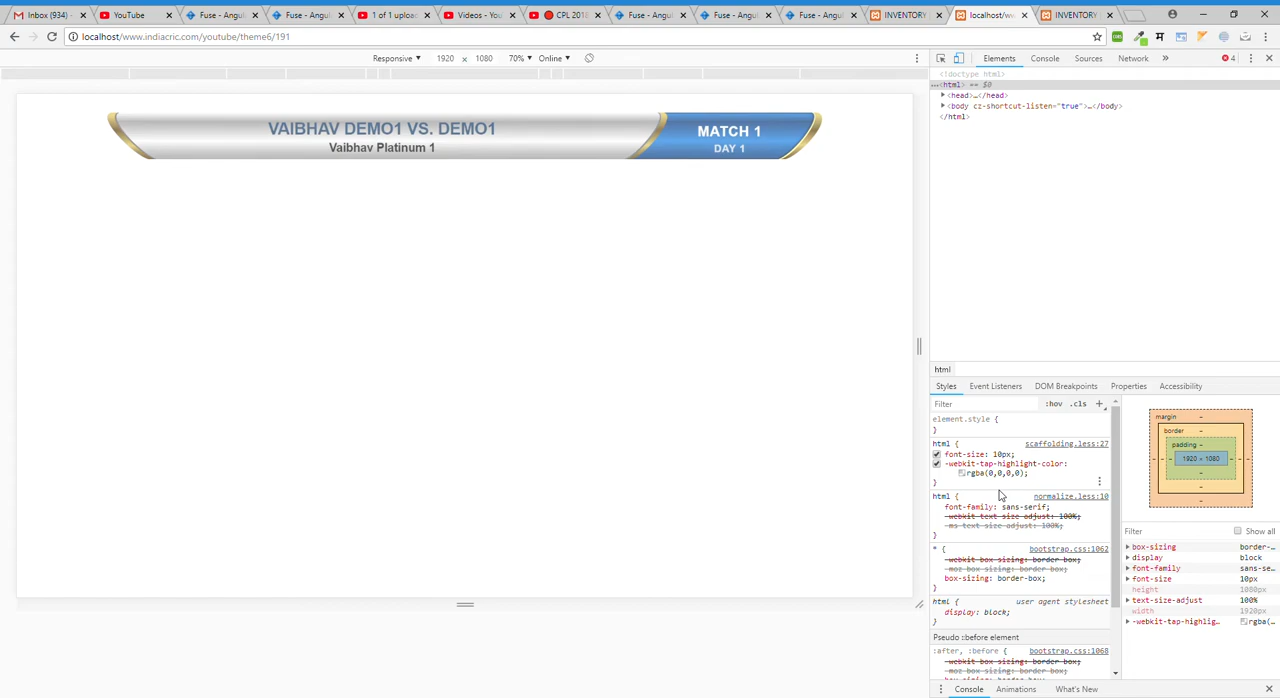 Inbox (934) -
YouTube
Fuse - Angul
Fuse - Angul
1 of 1 upload
Videos - You
CPL 2018
Fuse - Angul
Fuse - Angul
Fuse - Angul
INVENTORY
localhost/ww
INVENTORY
localhost/www.indiacric.com/youtube/theme6/191
Responsive ▼ 1920 × 1080 70% ▼ Online ▼
Elements Console Sources Network » 4
<!doctype html>
…<html> == $0
<head>…</head>
<body cz-shortcut-listen="true">…</body>
</html>
VAIBHAV DEMO1 VS. DEMO1
Vaibhav Platinum 1
MATCH 1
DAY 1
html
Styles Event Listeners DOM Breakpoints Properties Accessibility
Filter :hov .cls +
element.style {
}
html { scaffolding.less:27
font-size: 10px;
-webkit-tap-highlight-color:
rgba(0,0,0,0);
}
html { normalize.less:10
font-family: sans-serif;
-webkit-text-size-adjust: 100%;
-ms-text-size-adjust: 100%;
}
* { bootstrap.css:1062
-webkit-box-sizing: border-box;
-moz-box-sizing: border-box;
box-sizing: border-box;
}
html { user agent stylesheet
display: block;
}
Pseudo ::before element
:after, :before { bootstrap.css:1068
-webkit-box-sizing: border-box;
-moz-box-sizing: border-box;
margin -
border -
padding -
1920 × 1080
Filter Show all
box-sizing border-…
display block
font-family sans-se…
font-size 10px
height 1080px
text-size-adjust 100%
width 1920px
-webkit-tap-highlig… rgba(…
Console Animations What's New